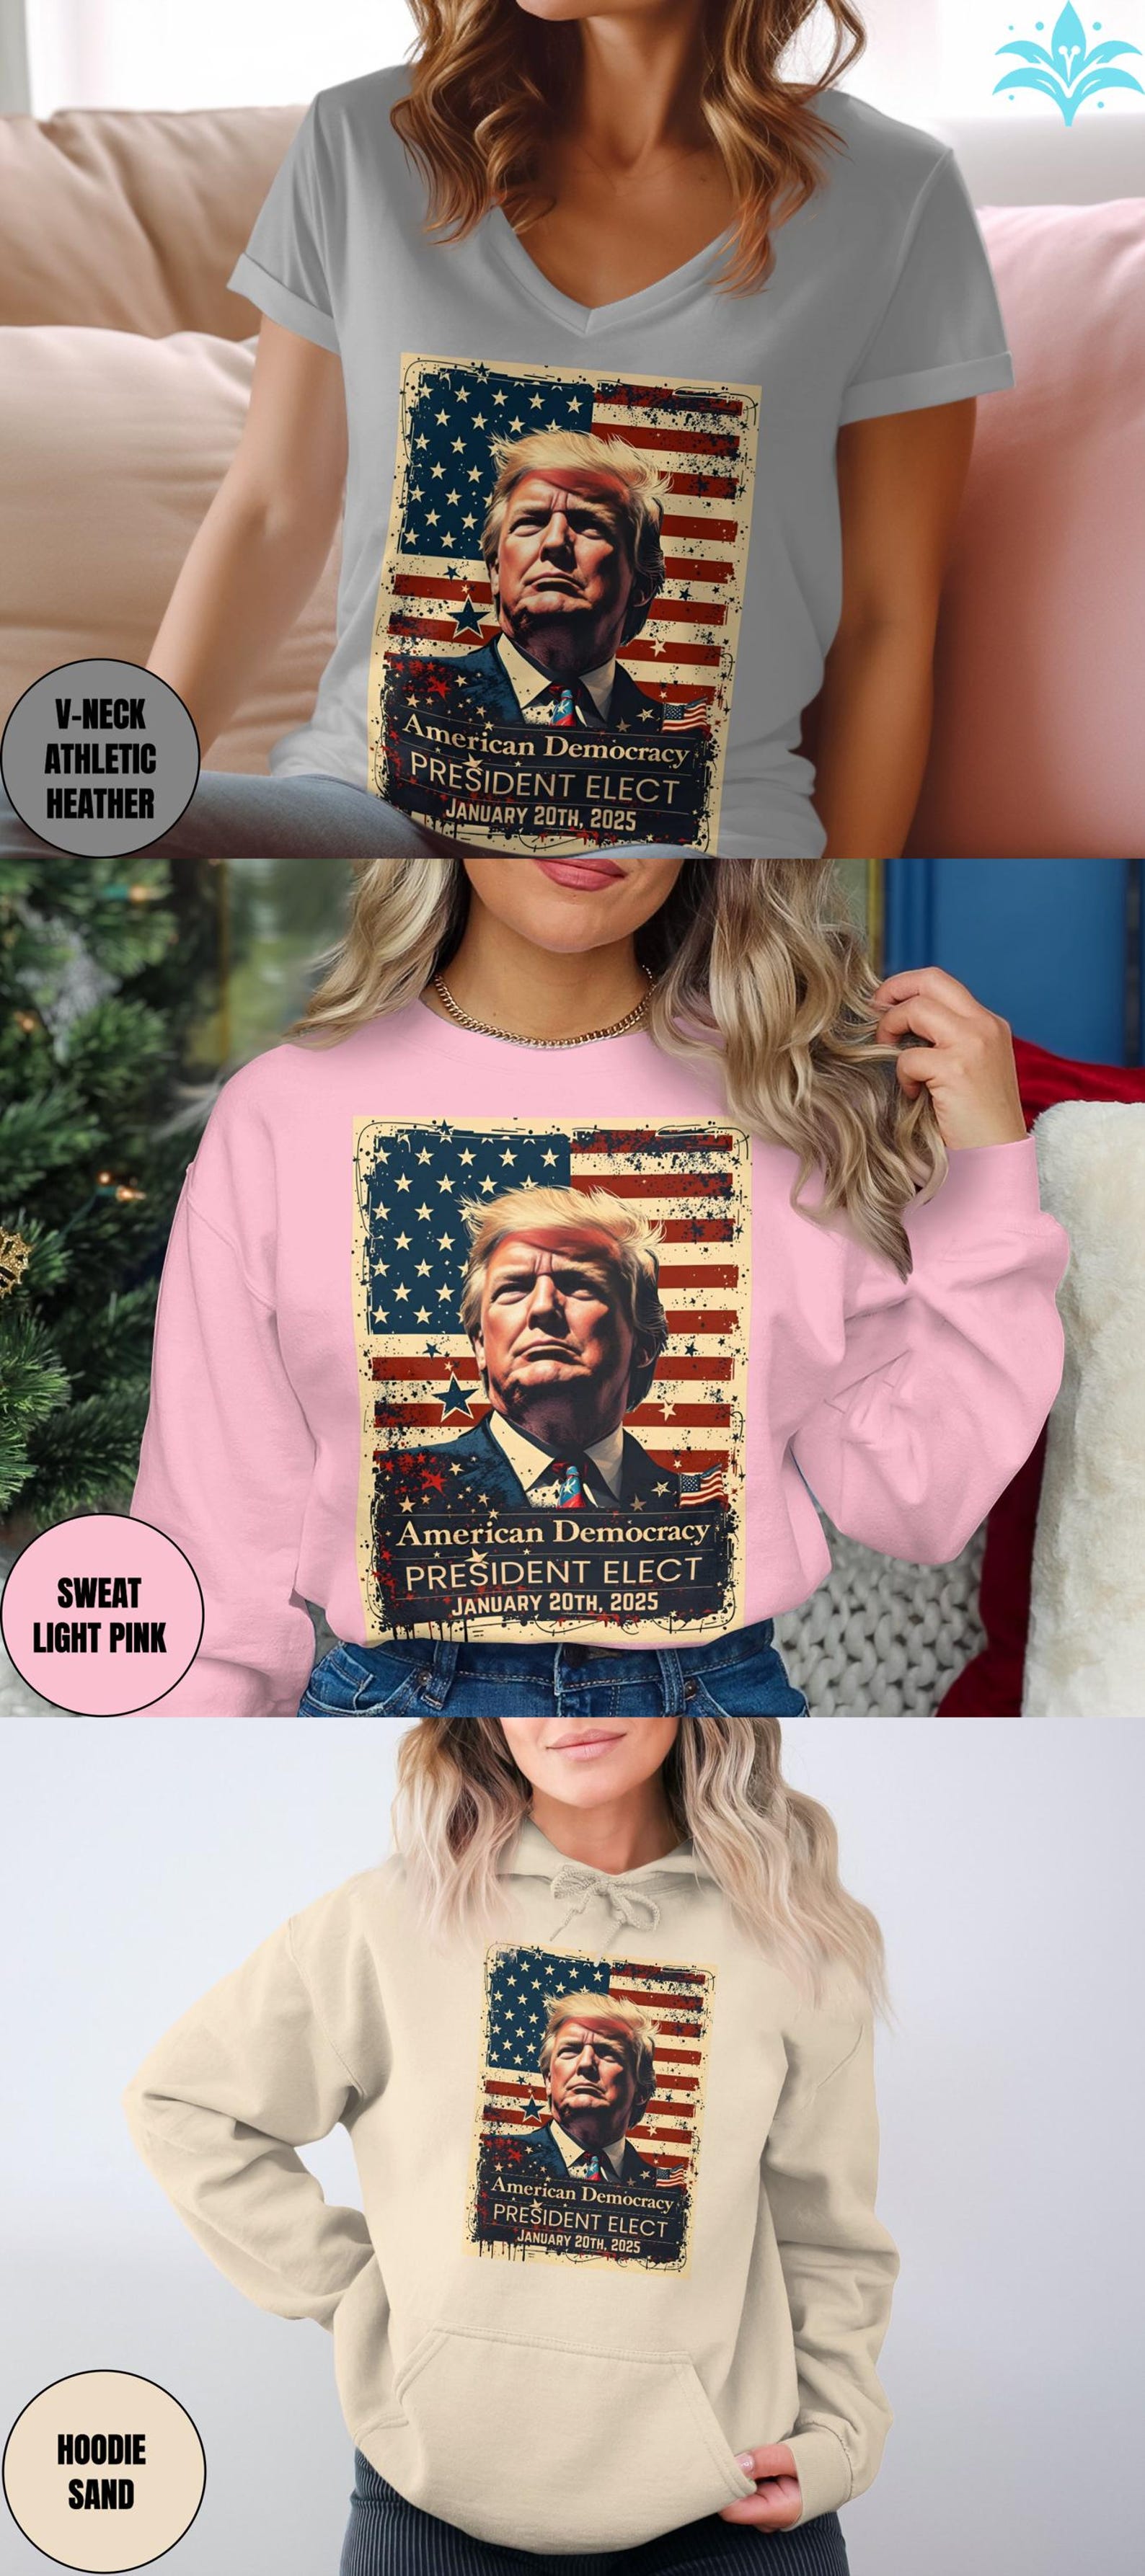 American Democracy
PRESIDENT ELECT
JANUARY 20TH, 2025
V-NECK
ATHLETIC
HEATHER
American Democracy
PRESIDENT ELECT
JANUARY 20TH, 2025
SWEAT
LIGHT PINK
American Democracy
PRESIDENT ELECT
JANUARY 20TH, 2025
HOODIE
SAND